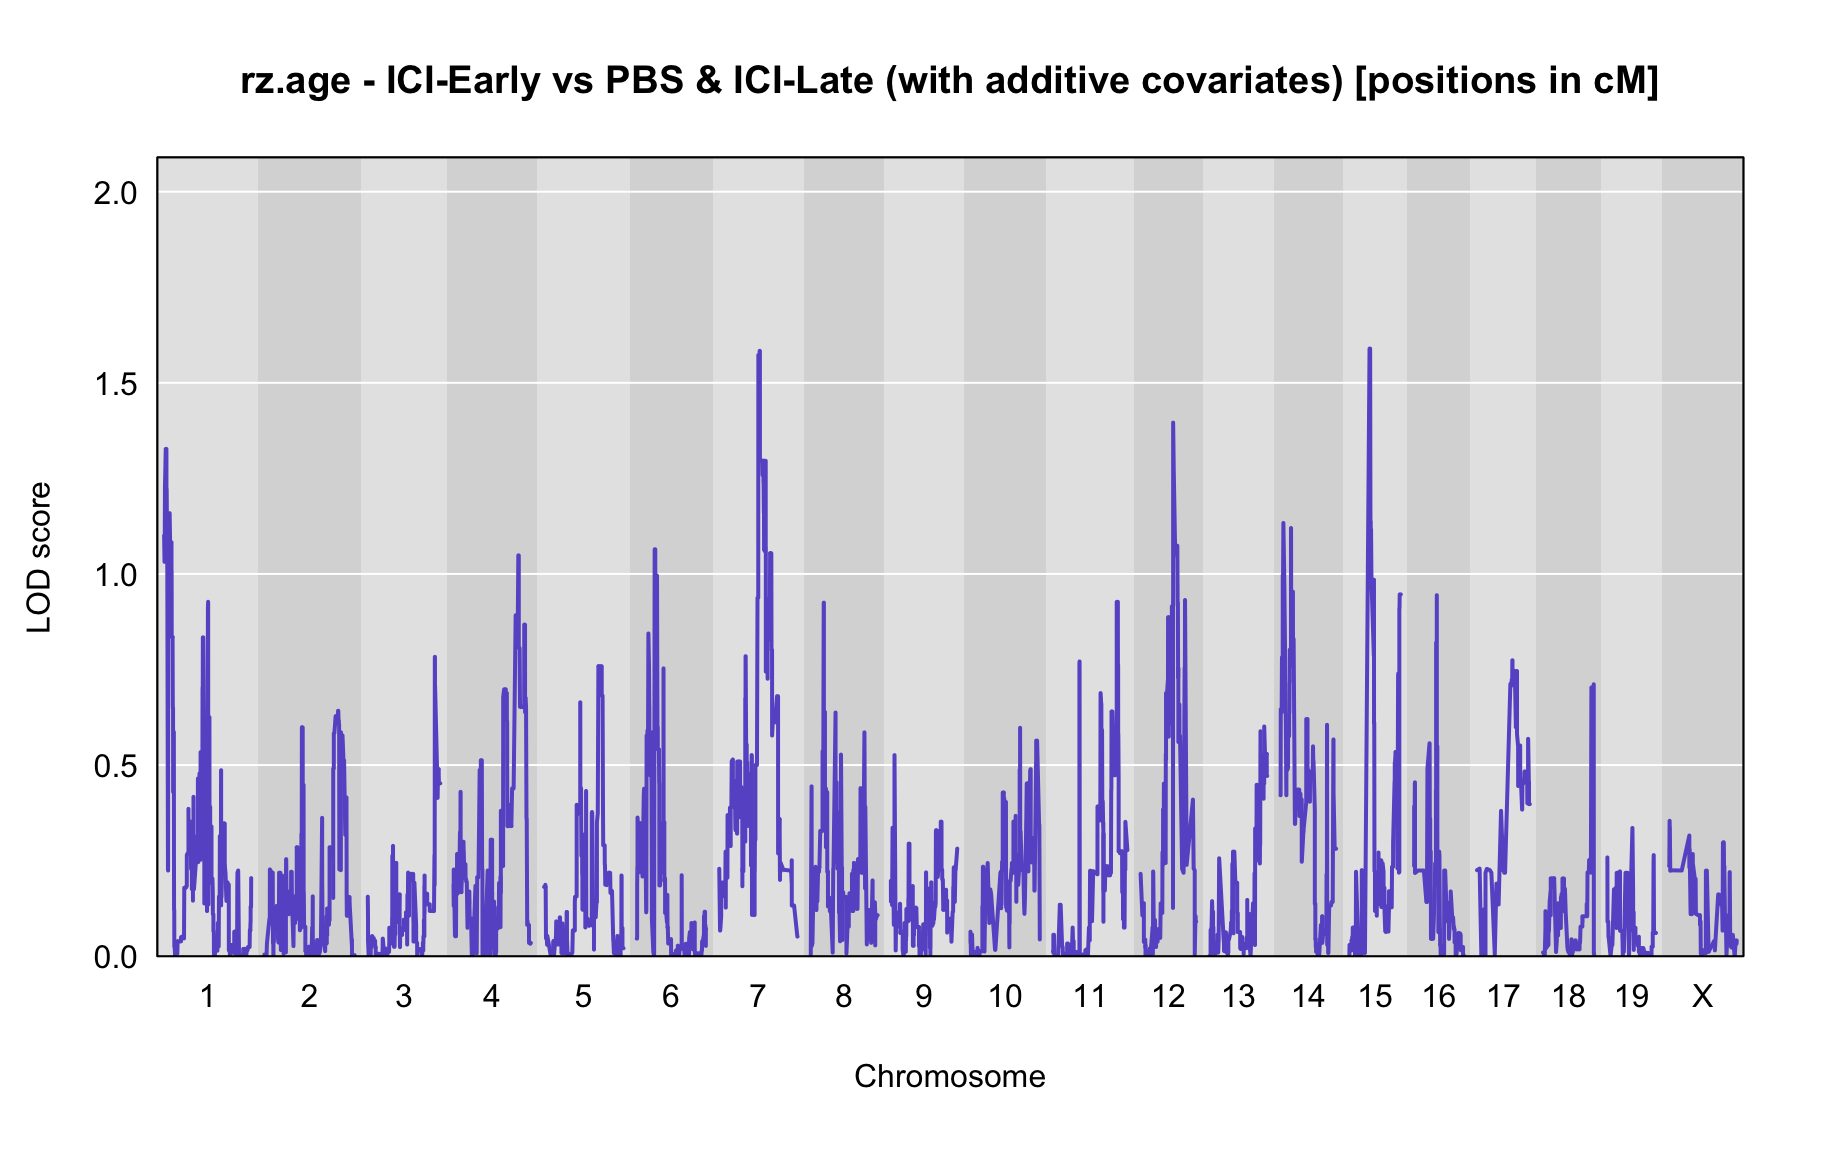 rz.age - ICI-Early vs PBS & ICI-Late (with additive covariates) [positions in cM]
2.0
1.5
1.0
0.5
0.0
LOD score
1 2 3 4 5 6 7 8 9 10 11 12 13 14 15 16 17 18 19 X
Chromosome